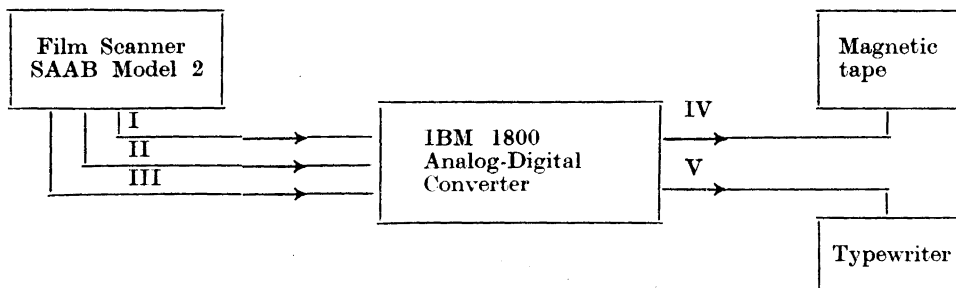 Film Scanner
SAAB Model 2
I
II
III
IBM 1800
Analog-Digital
Converter
IV
V
Magnetic
tape
Typewriter